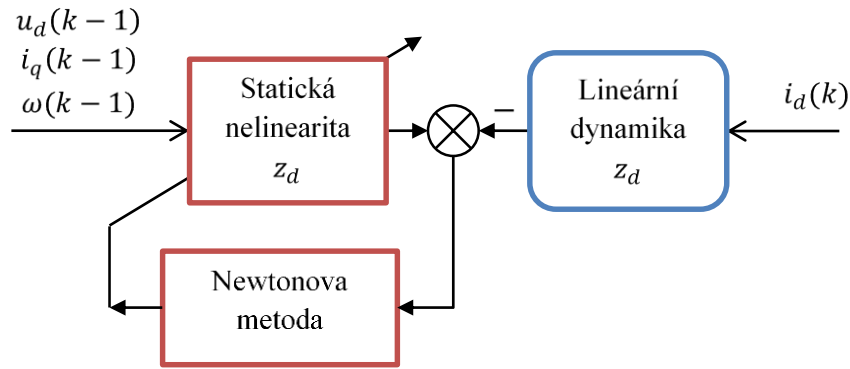 u_d(k − 1)
i_q(k − 1)
ω(k − 1)
Statická
nelinearita
z_d
−
Lineární
dynamika
z_d
i_d(k)
Newtonova
metoda